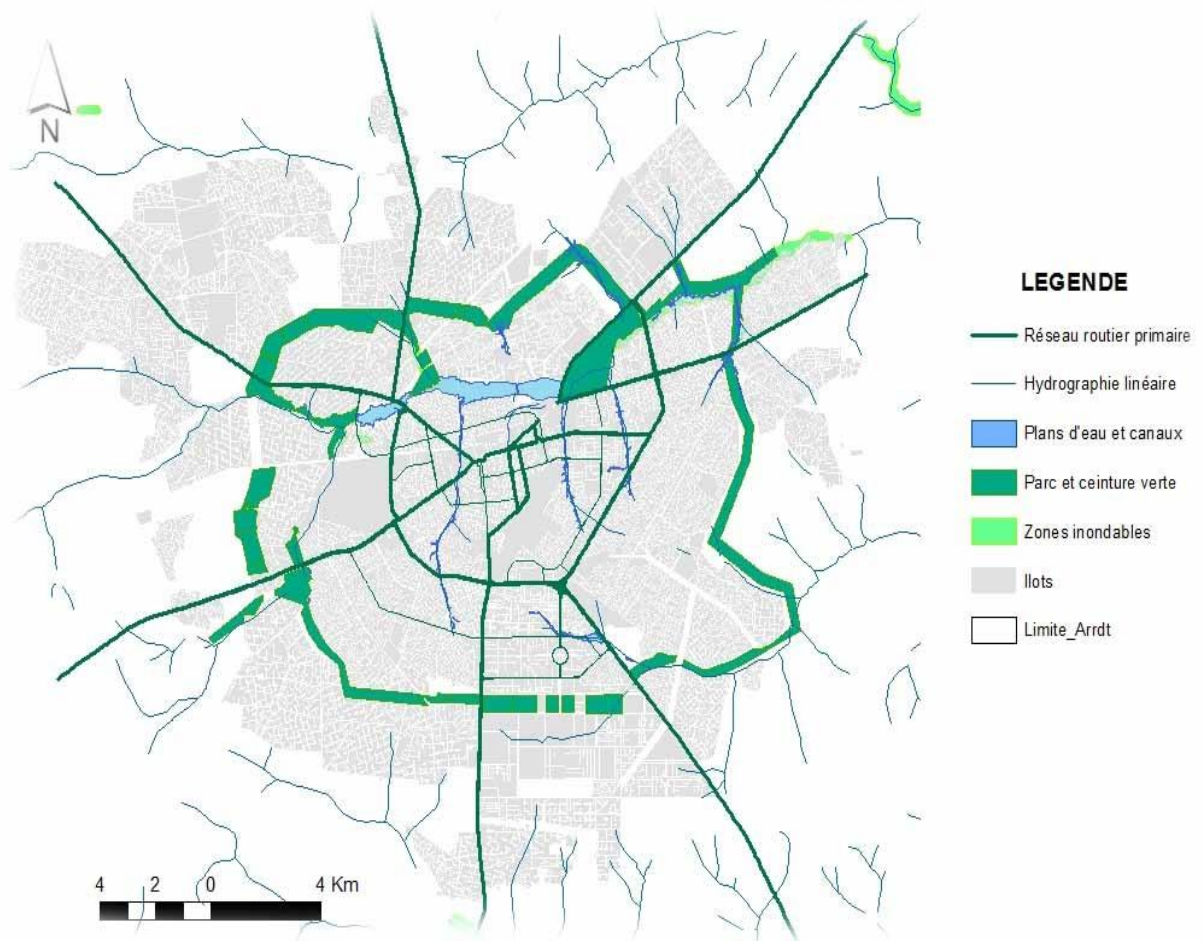 N
LEGENDE
Réseau routier primaire
Hydrographie linéaire
Plans d'eau et canaux
Parc et ceinture verte
Zones inondables
Ilots
Limite_Arrdt
4 2 0 4 Km